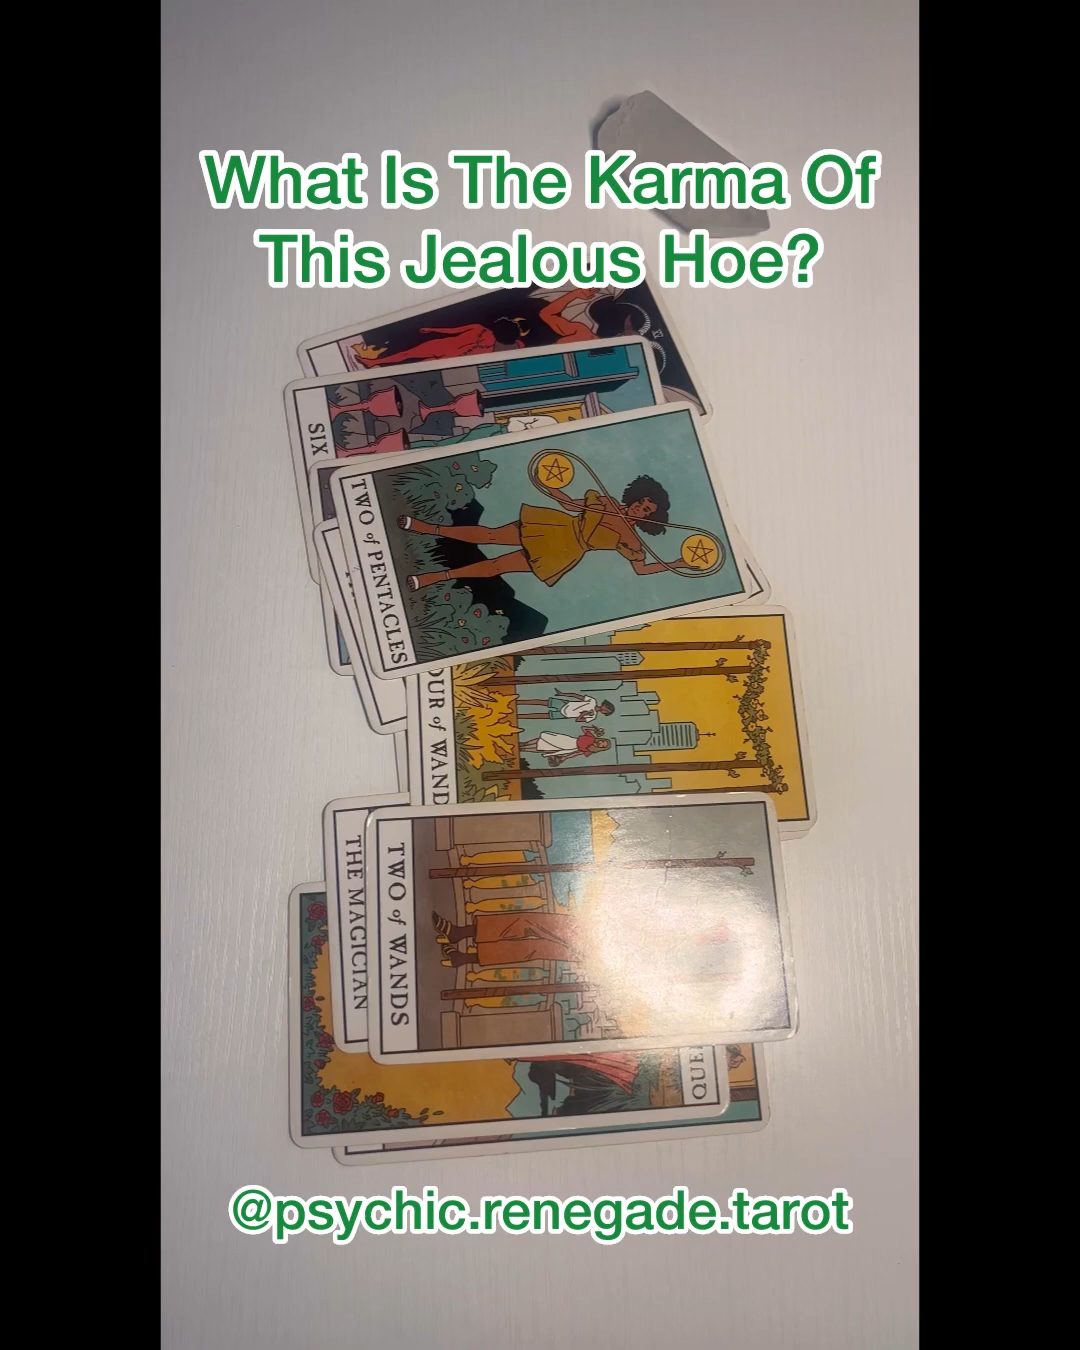 What Is The Karma Of
This Jealous Hoe?
SIX
TWO of PENTACLES
OUR of WAND
THE MAGICIAN
TWO of WANDS
QUE
@psychic.renegade.tarot